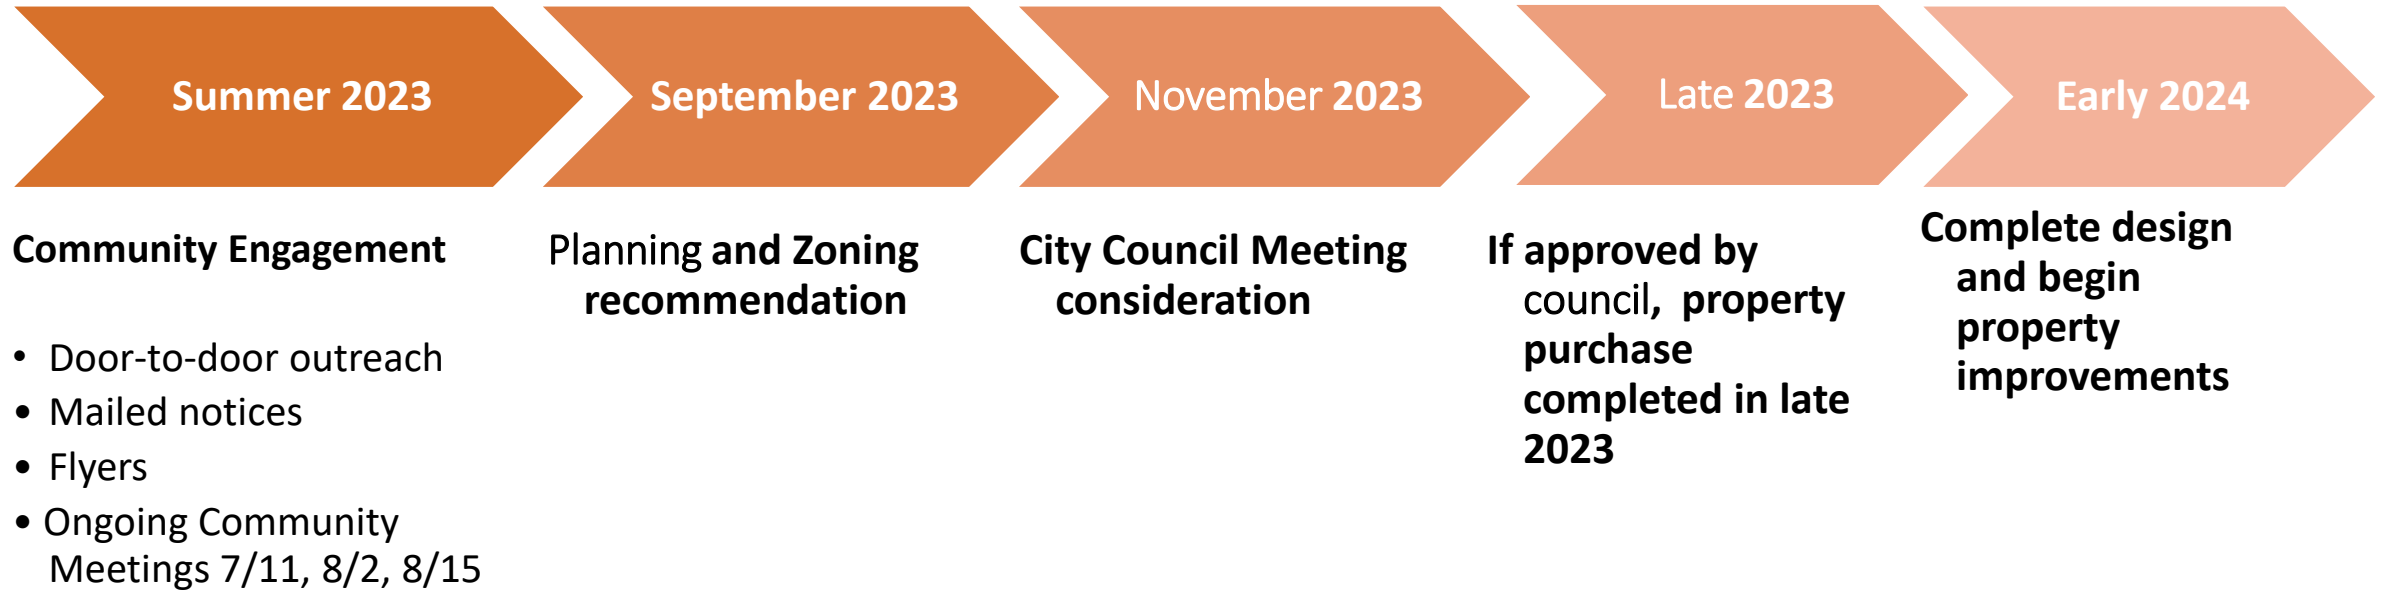 Summer 2023
September 2023
November 2023
Late 2023
Early 2024
Community Engagement
• Door-to-door outreach
• Mailed notices
• Flyers
• Ongoing Community
Meetings 7/11, 8/2, 8/15
Planning and Zoning
recommendation
City Council Meeting
consideration
If approved by
council, property
purchase
completed in late
2023
Complete design
and begin
property
improvements